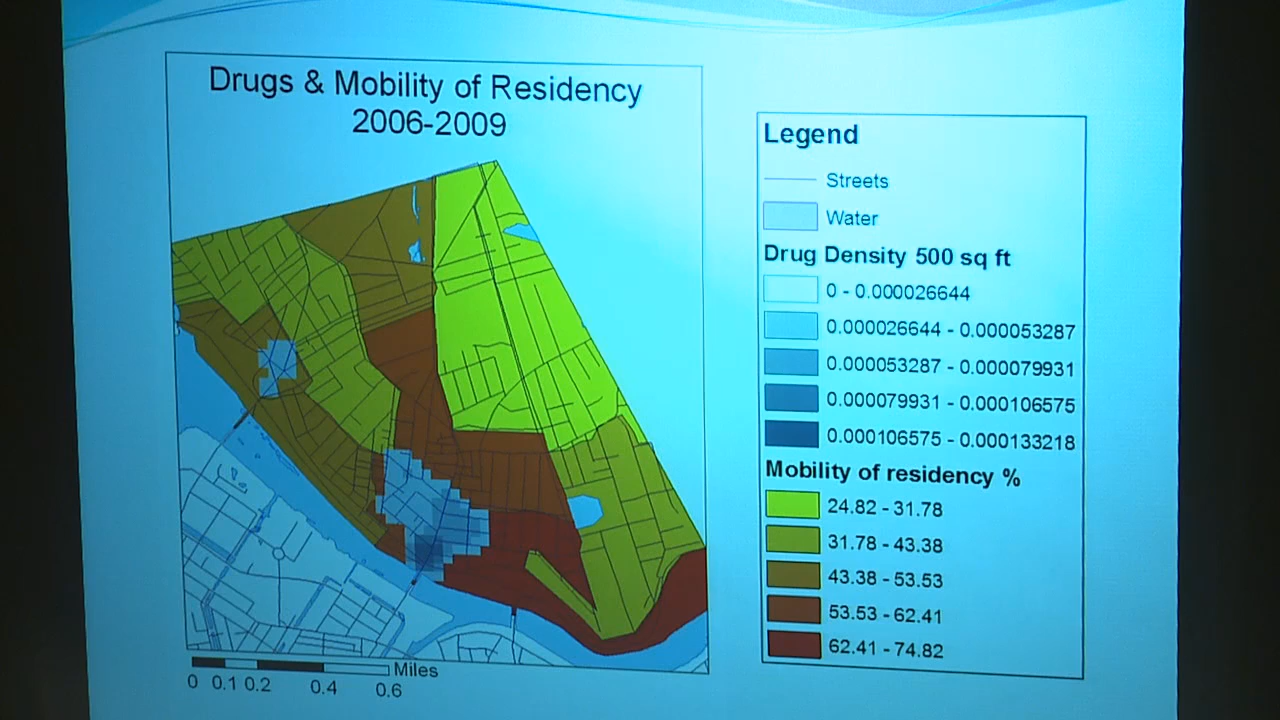 Drugs & Mobility of Residency
2006-2009
Legend
Streets
Water
Drug Density 500 sq ft
0 - 0.000026644
0.000026644 - 0.000053287
0.000053287 - 0.000079931
0.000079931 - 0.000106575
0.000106575 - 0.000133218
Mobility of residency %
24.82 - 31.78
31.78 - 43.38
43.38 - 53.53
53.53 - 62.41
62.41 - 74.82
Miles
0 0.1 0.2 0.4 0.6